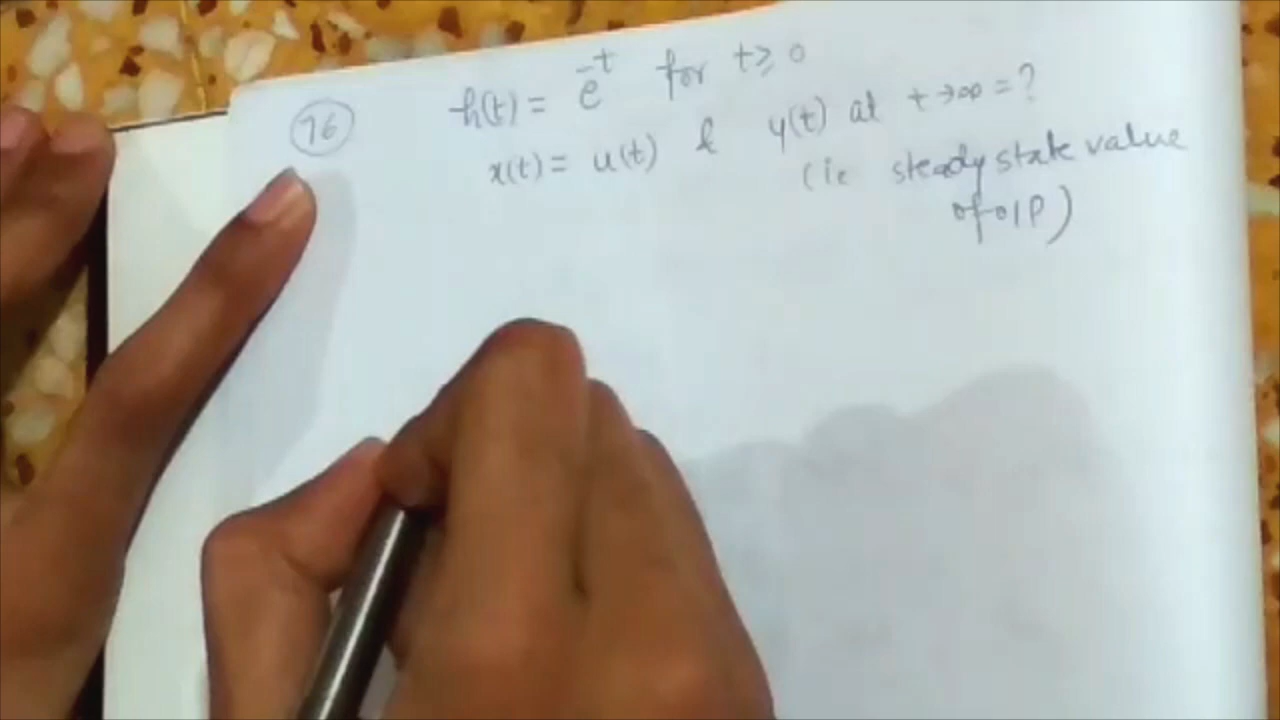 76
h(t) = e^-t for t ≥ 0
x(t) = u(t) & y(t) at t→∞ = ?
(ie steady state value
of o/p)